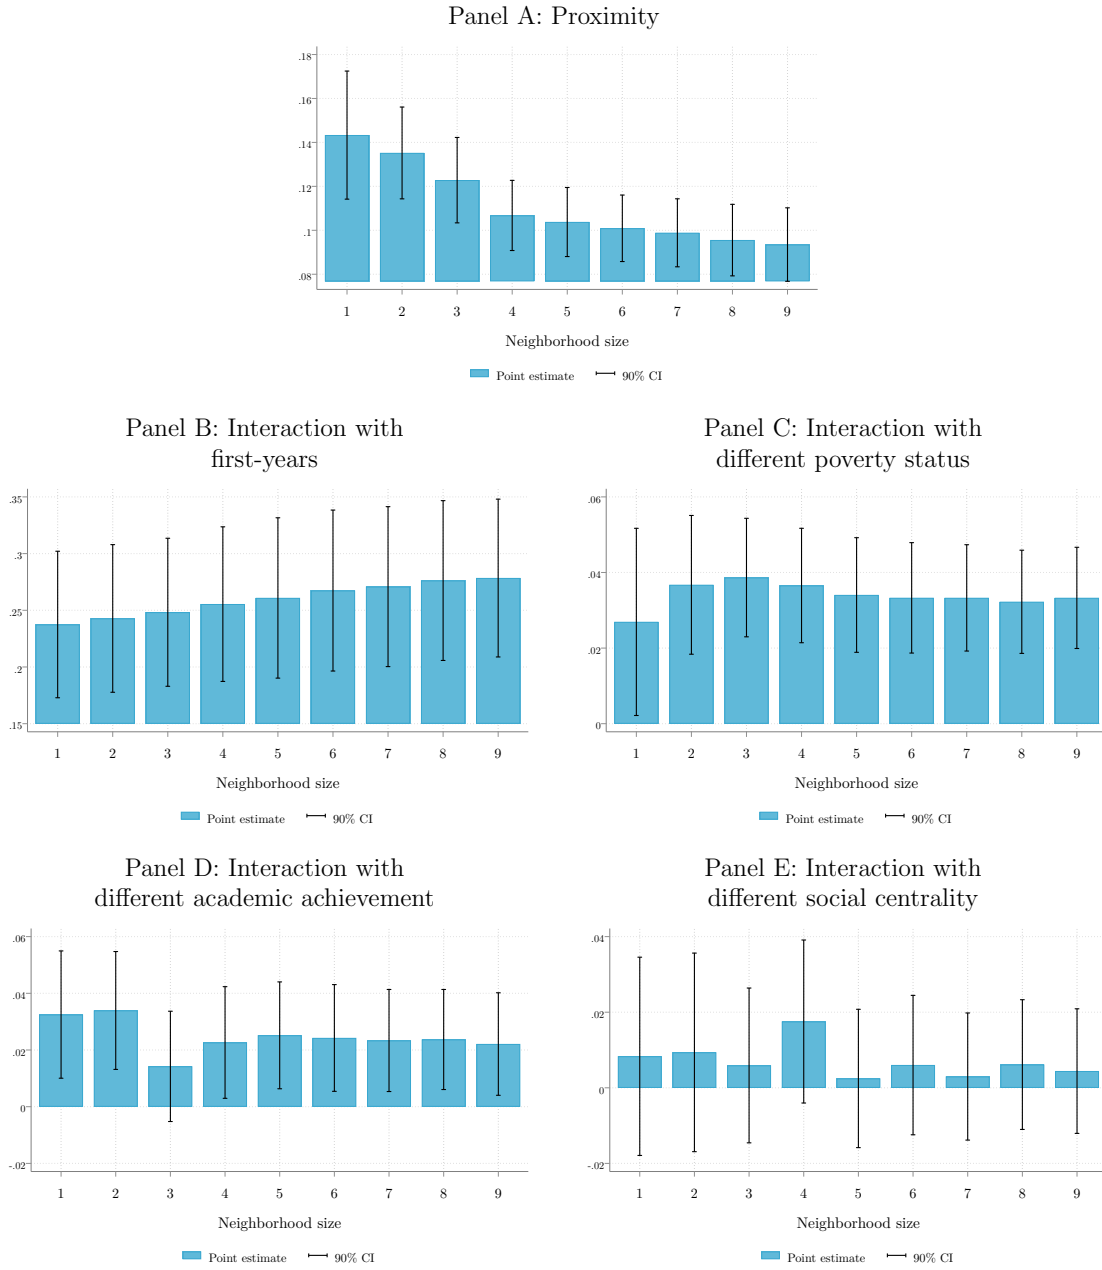 Panel A: Proximity
.18
.16
.14
.12
.1
.08
1 2 3 4 5 6 7 8 9
Neighborhood size
Point estimate 90% CI
Panel B: Interaction with
first-years
.35
.3
.25
.2
.15
1 2 3 4 5 6 7 8 9
Neighborhood size
Point estimate 90% CI
Panel C: Interaction with
different poverty status
.06
.04
.02
0
1 2 3 4 5 6 7 8 9
Neighborhood size
Point estimate 90% CI
Panel D: Interaction with
different academic achievement
.06
.04
.02
0
-.02
1 2 3 4 5 6 7 8 9
Neighborhood size
Point estimate 90% CI
Panel E: Interaction with
different social centrality
.04
.02
0
-.02
1 2 3 4 5 6 7 8 9
Neighborhood size
Point estimate 90% CI